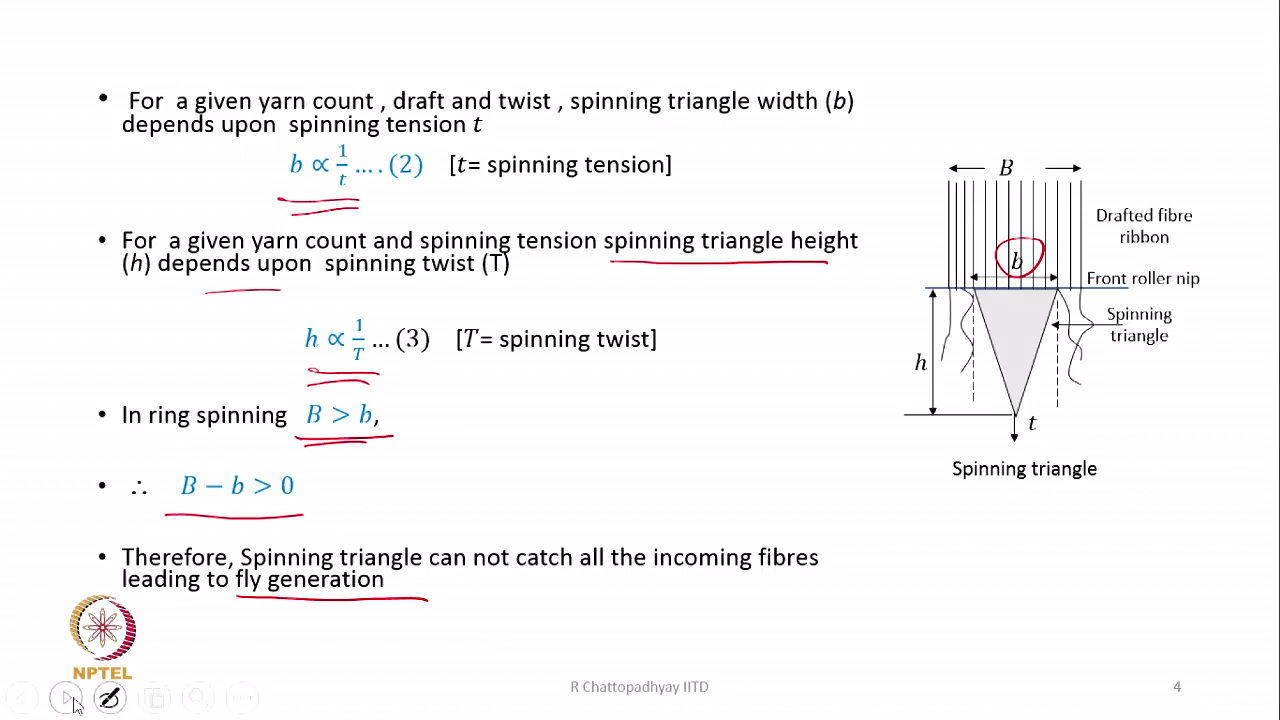 • For a given yarn count , draft and twist , spinning triangle width (b)
depends upon spinning tension t
b ∝ 1/t ... . (2) [t= spinning tension]
• For a given yarn count and spinning tension spinning triangle height
(h) depends upon spinning twist (T)
h ∝ 1/T ... (3) [T= spinning twist]
• In ring spinning B > b,
• ∴ B − b > 0
• Therefore, Spinning triangle can not catch all the incoming fibres
leading to fly generation
B
Drafted fibre
ribbon
b
Front roller nip
Spinning
triangle
h
t
Spinning triangle
NPTEL
R Chattopadhyay IITD
4